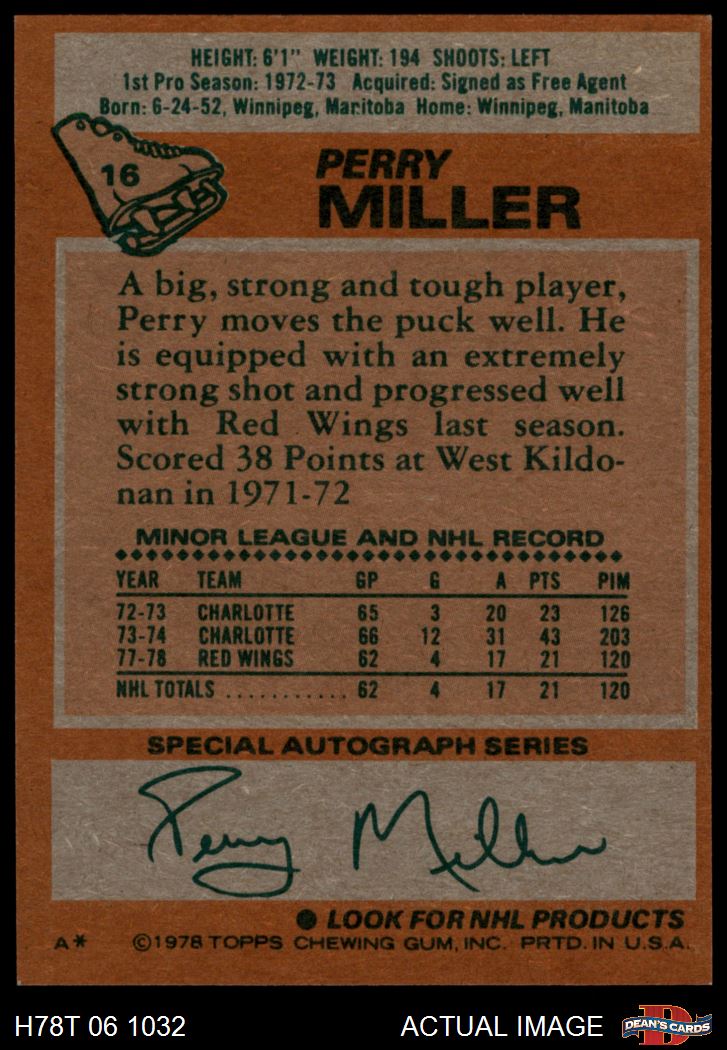 HEIGHT: 6'1" WEIGHT: 194 SHOOTS: LEFT
1st Pro Season: 1972-73 Acquired: Signed as Free Agent
Born: 6-24-52, Winnipeg, Manitoba Home: Winnipeg, Manitoba
16
PERRY
MILLER
A big, strong and tough player,
Perry moves the puck well. He
is equipped with an extremely
strong shot and progressed well
with Red Wings last season.
Scored 38 Points at West Kildo-
nan in 1971-72
MINOR LEAGUE AND NHL RECORD
YEAR TEAM GP G A PTS PIM
72-73 CHARLOTTE 65 3 20 23 126
73-74 CHARLOTTE 66 12 31 43 203
77-78 RED WINGS 62 4 17 21 120
NHL TOTALS ........... 62 4 17 21 120
SPECIAL AUTOGRAPH SERIES
Perry Miller
● LOOK FOR NHL PRODUCTS
A* ©1978 TOPPS CHEWING GUM, INC. PRTD. IN U.S.A.
H78T 06 1032 ACTUAL IMAGE D DEAN'S CARDS